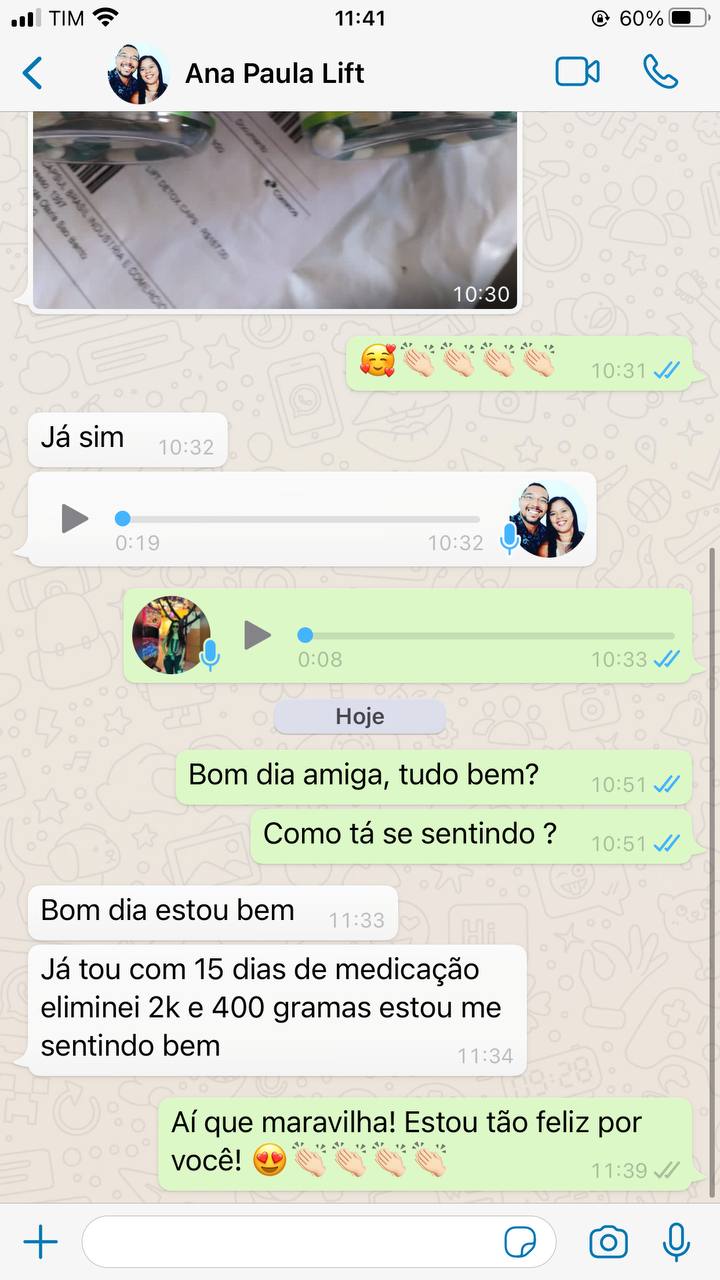 TIM
11:41
60%
Ana Paula Lift
LIFT DETOX CAPS
10:30
🥰👏🏻👏🏻👏🏻👏🏻 10:31
Já sim 10:32
0:19 10:32
0:08 10:33
Hoje
Bom dia amiga, tudo bem? 10:51
Como tá se sentindo ? 10:51
Bom dia estou bem 11:33
Já tou com 15 dias de medicação
eliminei 2k e 400 gramas estou me
sentindo bem 11:34
Aí que maravilha! Estou tão feliz por
você! 😍👏🏻👏🏻👏🏻👏🏻 11:39